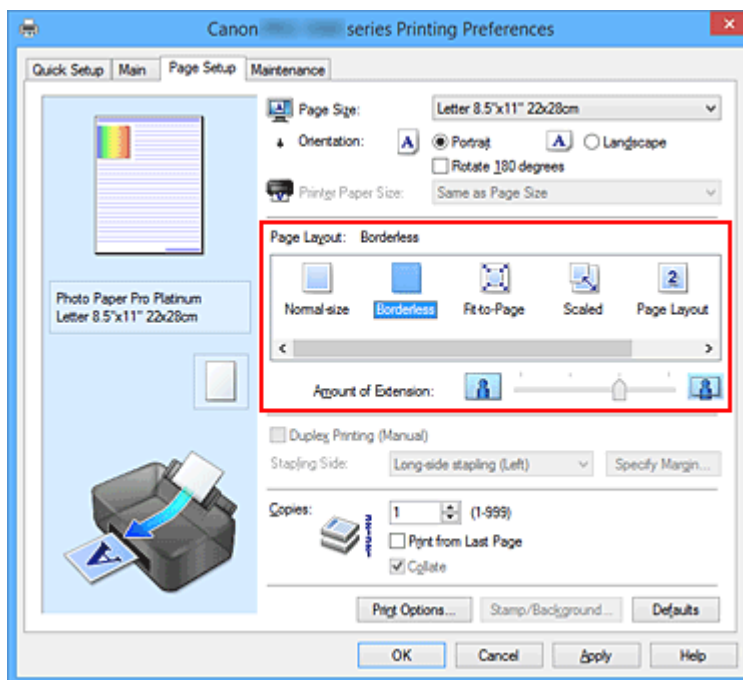 Canon series Printing Preferences
Quick Setup Main Page Setup Maintenance
Page Size: Letter 8.5"x11" 22x28cm
Orientation: A Portrait A Landscape
Rotate 180 degrees
Printer Paper Size: Same as Page Size
Page Layout: Borderless
2
Normal-size Borderless Fit-to-Page Scaled Page Layout
Photo Paper Pro Platinum
Letter 8.5"x11" 22x28cm
Amount of Extension:
Duplex Printing (Manual)
Stapling Side: Long-side stapling (Left) Specify Margin...
Copies: 1 (1-999)
Print from Last Page
Collate
A
Print Options... Stamp/Background... Defaults
OK Cancel Apply Help